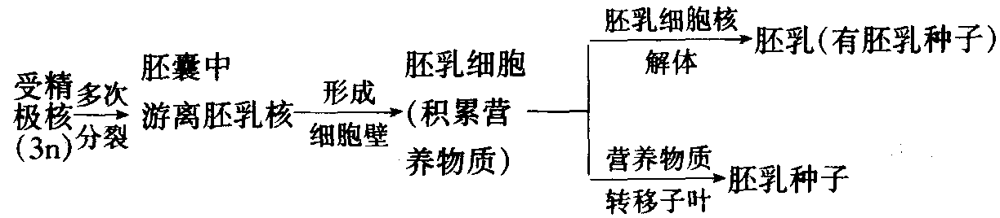 受精
极核
(3n)
多次
分裂
胚囊中
游离胚乳核
形成
细胞壁
胚乳细胞
(积累营
养物质)
胚乳细胞核
解体
胚乳(有胚乳种子)
营养物质
转移子叶
胚乳种子